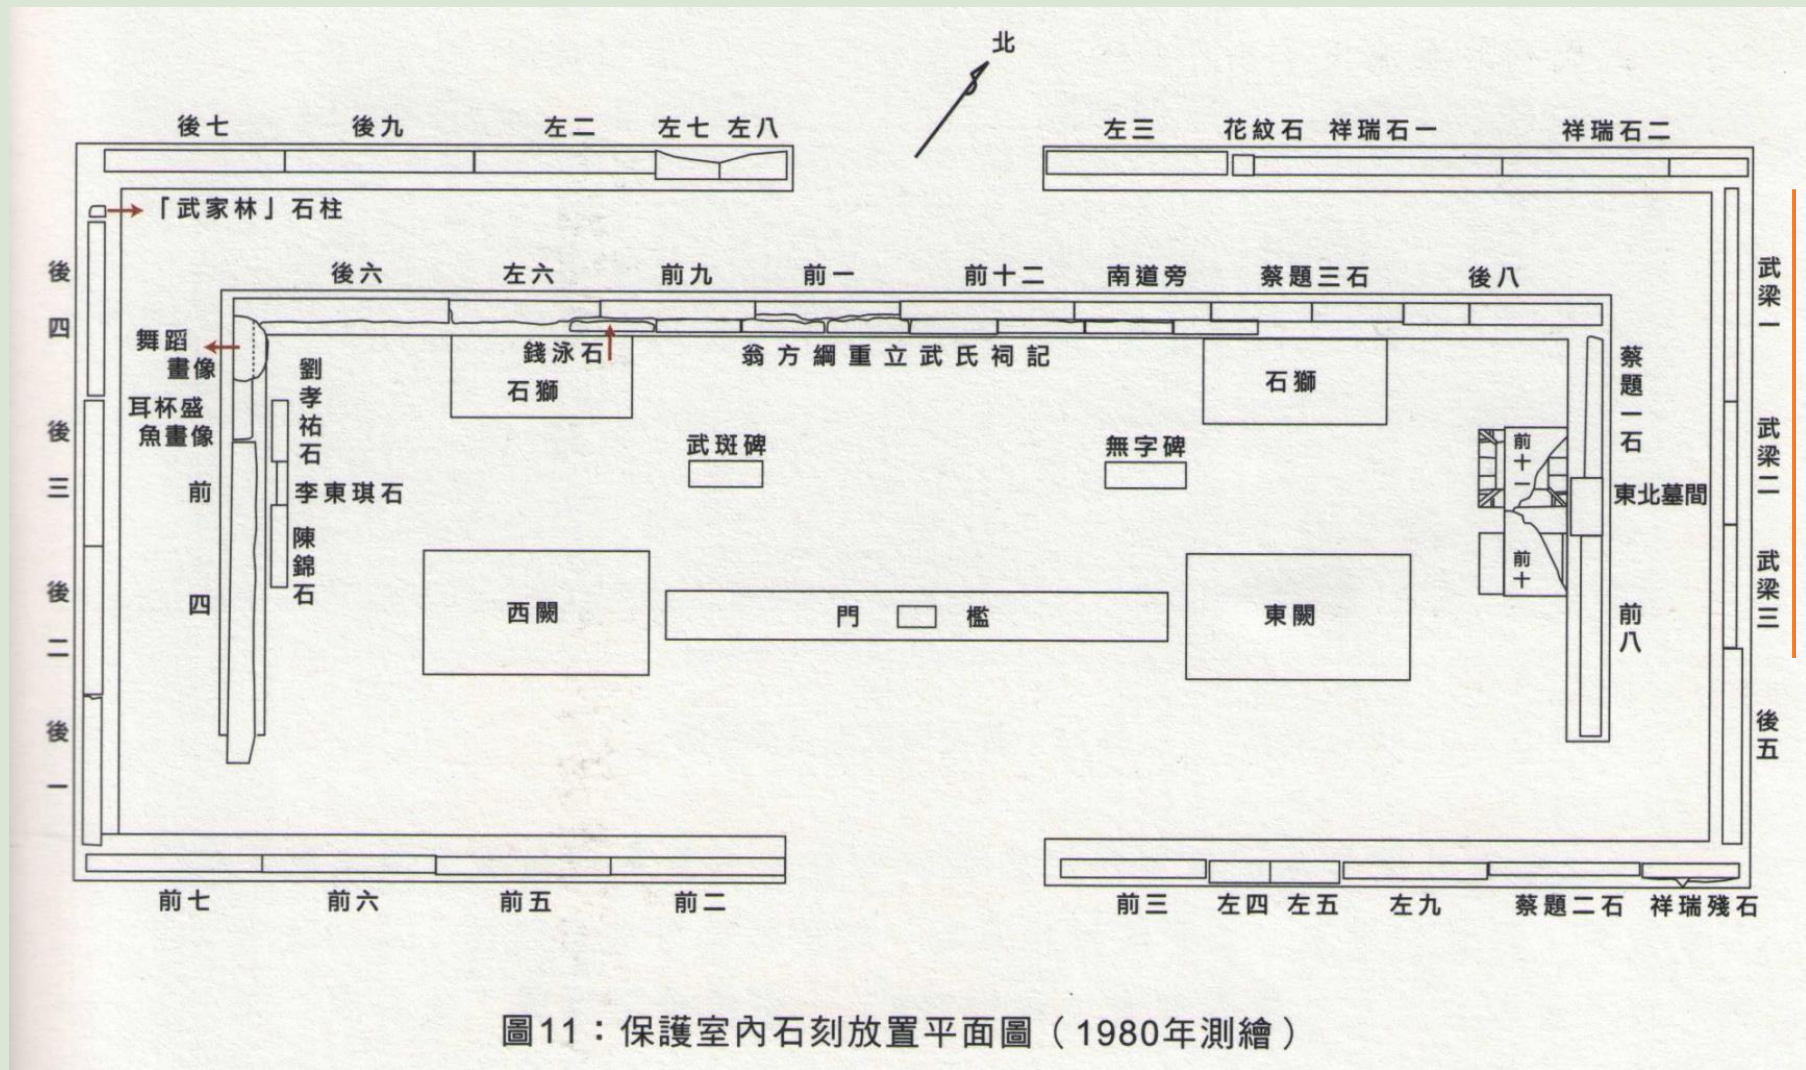 北
後七
後九
左二
左七
左八
左三
花紋石
祥瑞石一
祥瑞石二
「武家林」石柱
後六
左六
前九
前一
前十二
南道旁
蔡題三石
後八
後四
後三
後二
後一
舞蹈
畫像
耳杯盛
魚畫像
前四
劉孝祐石
李東琪石
陳錦石
錢泳石
翁方綱重立武氏祠記
石獅
石獅
武斑碑
無字碑
西闕
門檻
東闕
前十一
前十
蔡題一石
東北墓間
前八
武梁一
武梁二
武梁三
後五
前七
前六
前五
前二
前三
左四
左五
左九
蔡題二石
祥瑞殘石
圖11：保護室內石刻放置平面圖（1980年測繪）